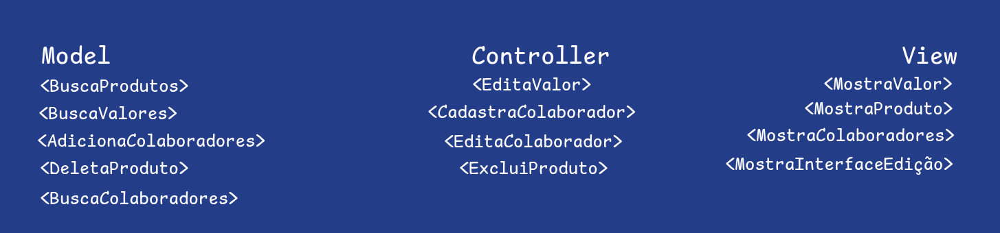 Model
<BuscaProdutos>
<BuscaValores>
<AdicionaColaboradores>
<DeletaProduto>
<BuscaColaboradores>
Controller
<EditaValor>
<CadastraColaborador>
<EditaColaborador>
<ExcluiProduto>
View
<MostraValor>
<MostraProduto>
<MostraColaboradores>
<MostraInterfaceEdição>